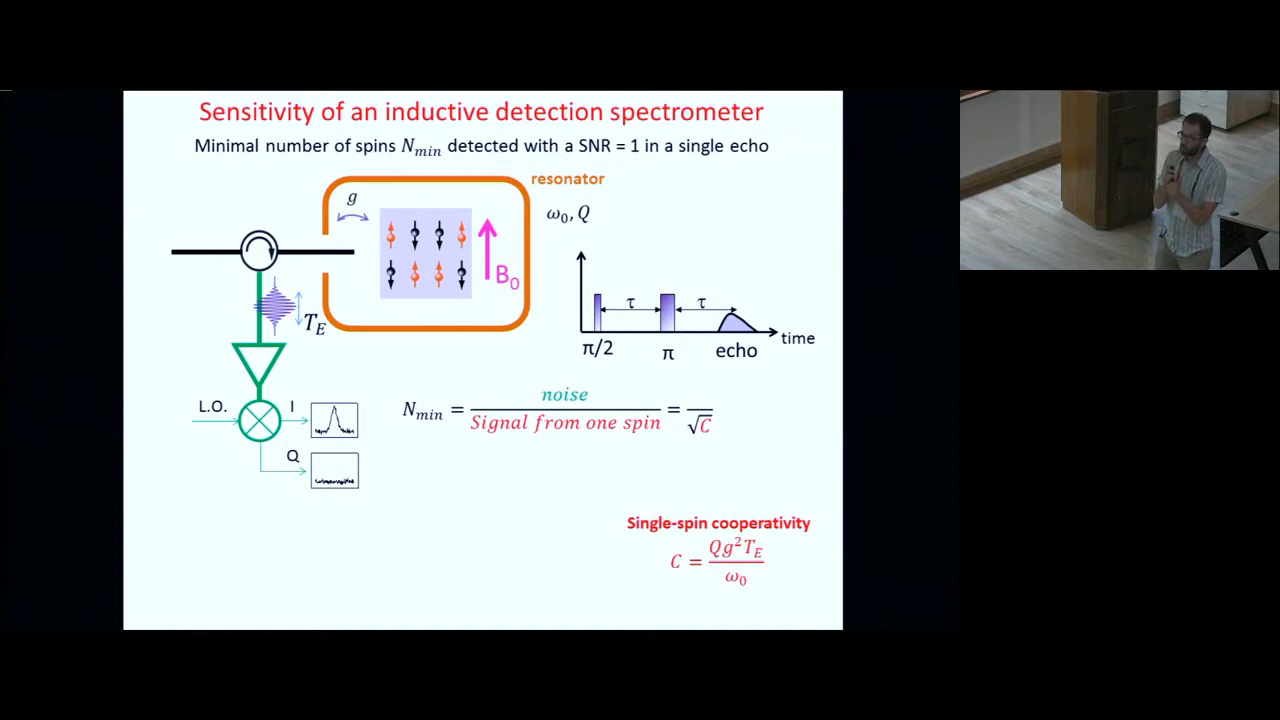 Sensitivity of an inductive detection spectrometer
Minimal number of spins N_min detected with a SNR = 1 in a single echo
resonator
g
ω₀, Q
B₀
T_E
τ τ
time
π/2 π echo
L.O. I
Q
N_min = noise / Signal from one spin = / √C
Single-spin cooperativity
C = Qg²T_E / ω₀